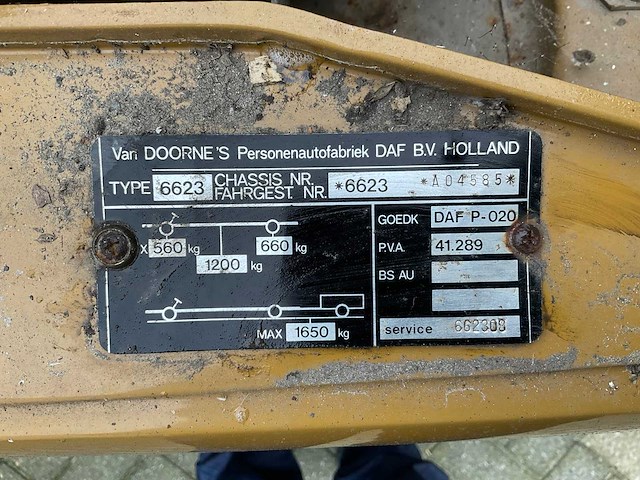 Van DOORNE'S Personenautofabriek DAF B.V. HOLLAND
TYPE 6623 CHASSIS NR. FAHRGEST. NR. *6623 *A04585*
X 560 kg 660 kg
1200 kg
MAX 1650 kg
GOEDK DAF P-020
P.V.A. 41.289
BS AU
service 662308